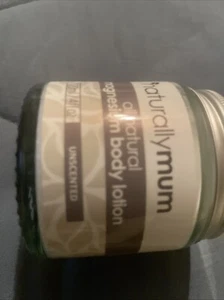 naturallymum
all natural
magnesium body lotion
UNSCENTED